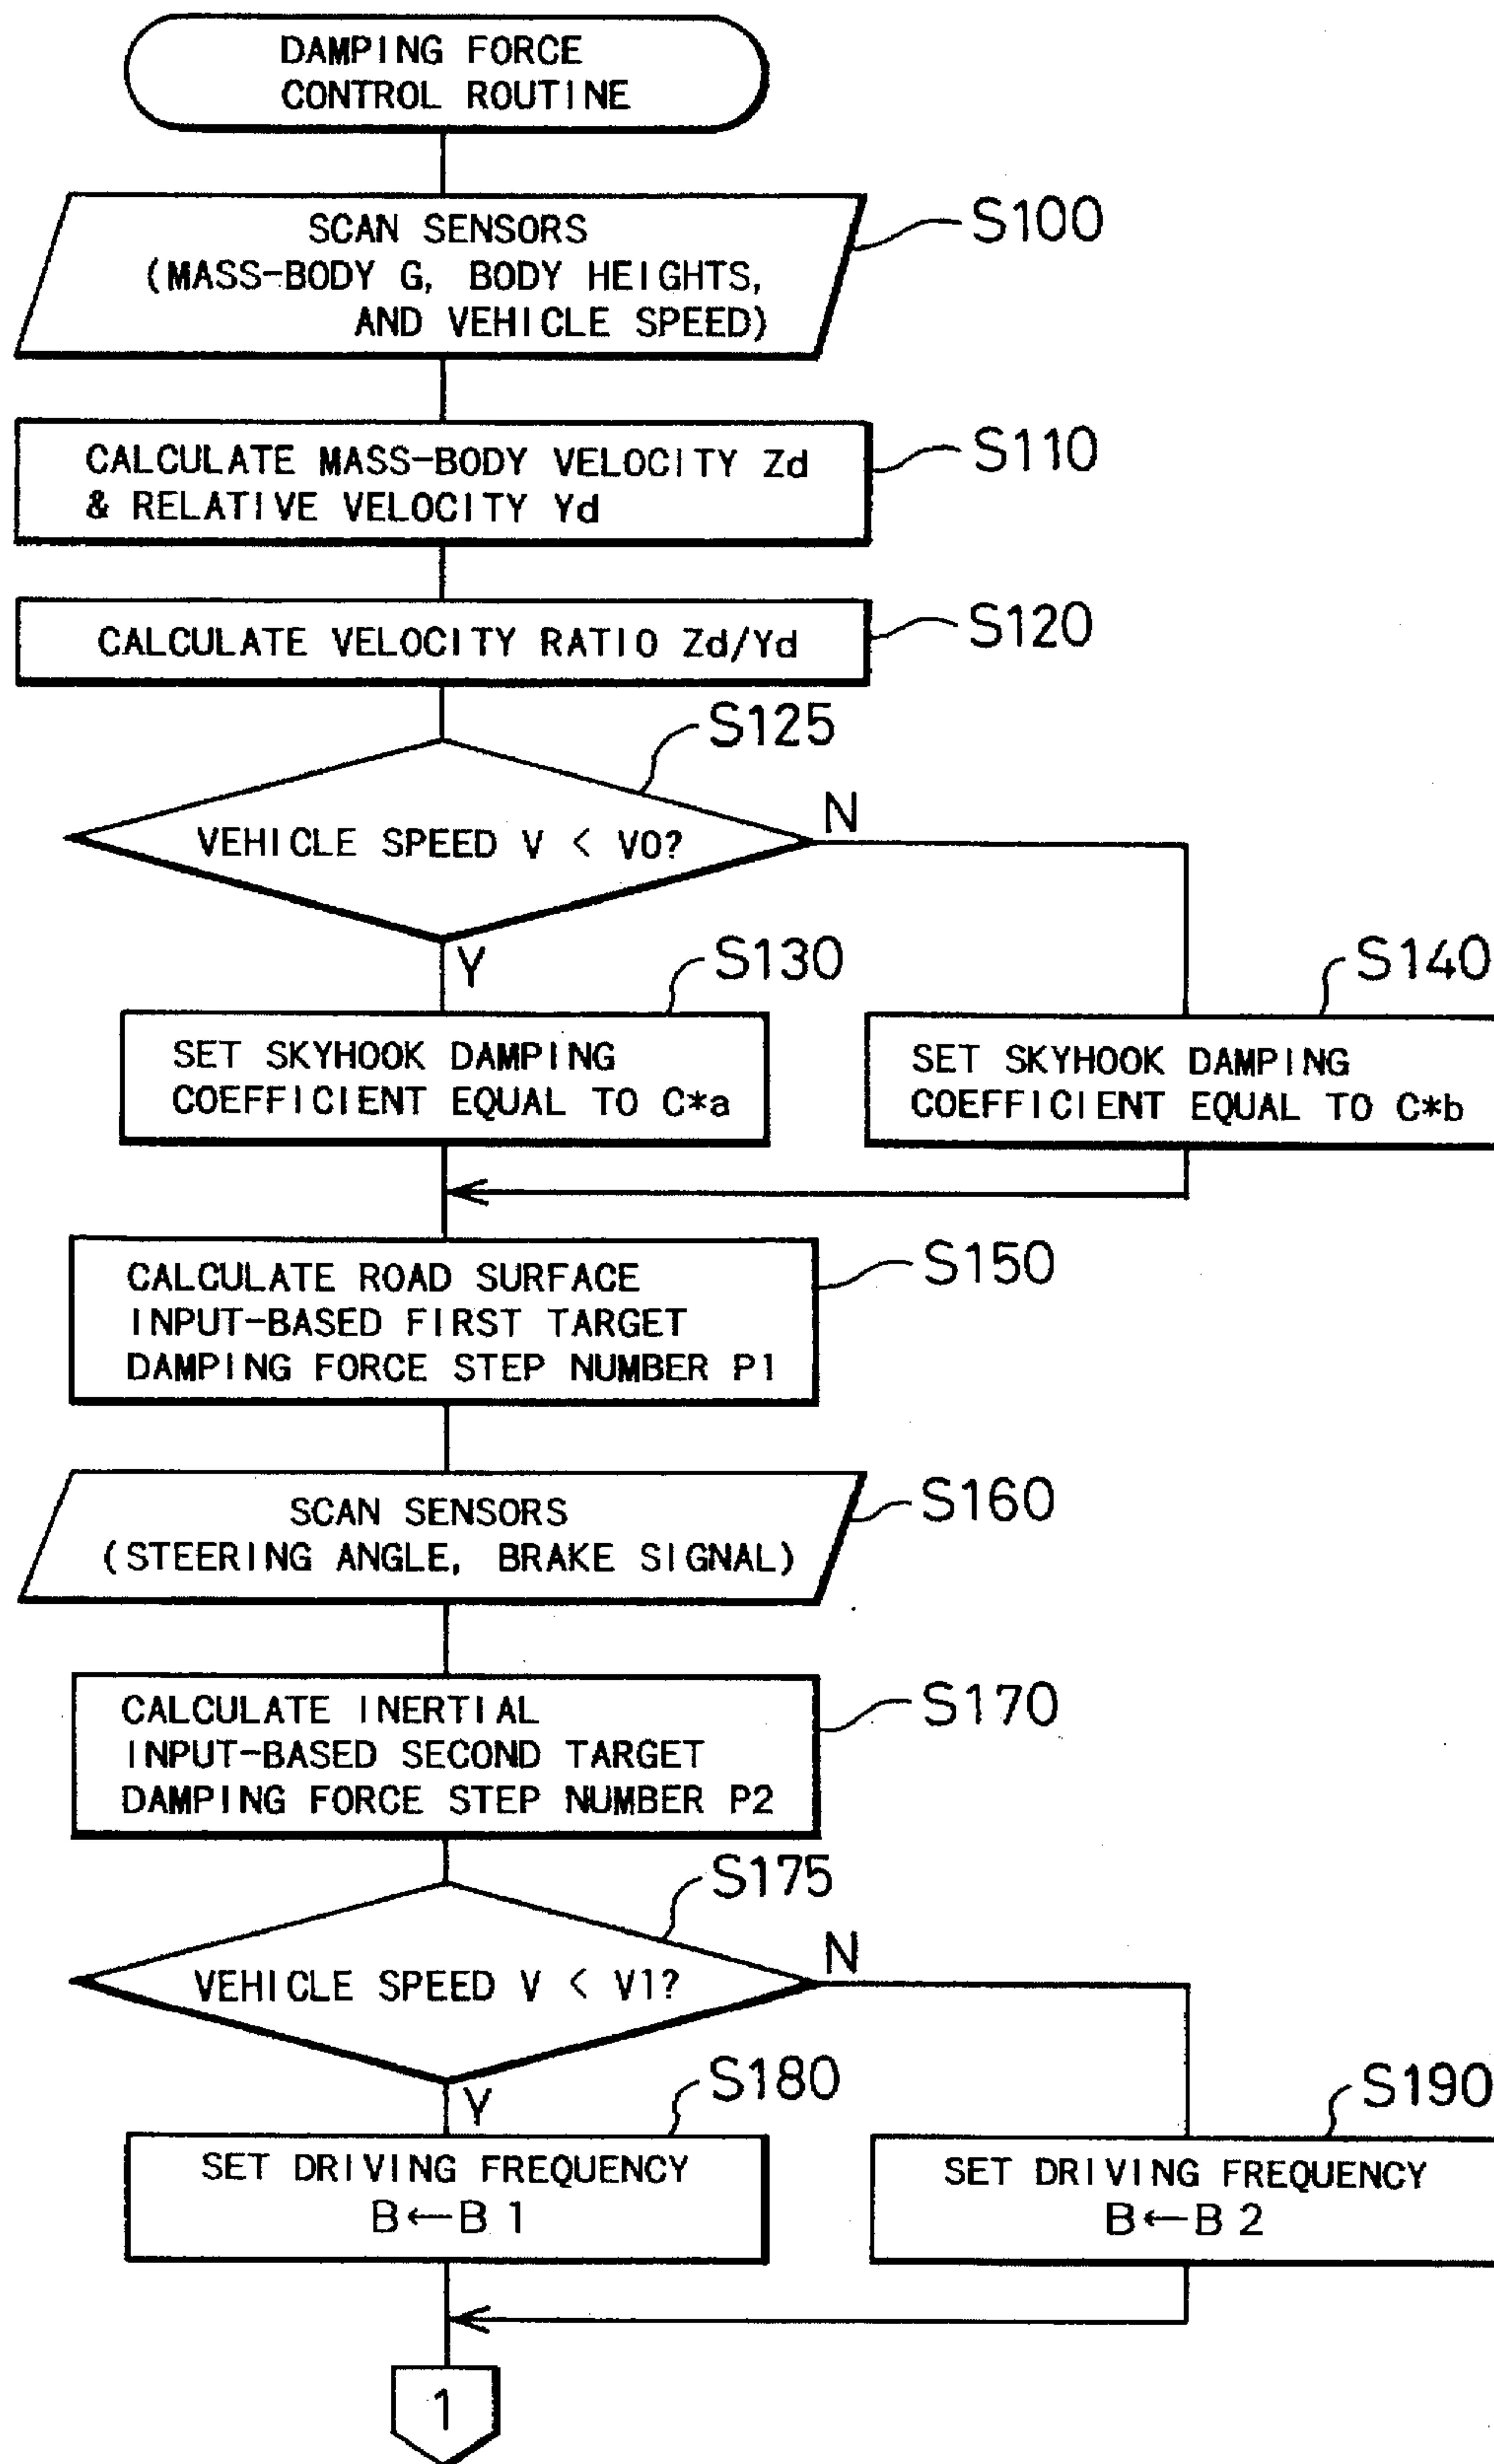 DAMPING FORCE
CONTROL ROUTINE
SCAN SENSORS
(MASS-BODY G, BODY HEIGHTS,
AND VEHICLE SPEED)
S100
CALCULATE MASS-BODY VELOCITY Zd
& RELATIVE VELOCITY Yd
S110
CALCULATE VELOCITY RATIO Zd/Yd
S120
S125
VEHICLE SPEED V < V0?
N
Y
S130
SET SKYHOOK DAMPING
COEFFICIENT EQUAL TO C*a
S140
SET SKYHOOK DAMPING
COEFFICIENT EQUAL TO C*b
CALCULATE ROAD SURFACE
INPUT-BASED FIRST TARGET
DAMPING FORCE STEP NUMBER P1
S150
SCAN SENSORS
(STEERING ANGLE, BRAKE SIGNAL)
S160
CALCULATE INERTIAL
INPUT-BASED SECOND TARGET
DAMPING FORCE STEP NUMBER P2
S170
S175
VEHICLE SPEED V < V1?
N
Y
S180
SET DRIVING FREQUENCY
B←B1
S190
SET DRIVING FREQUENCY
B←B2
1